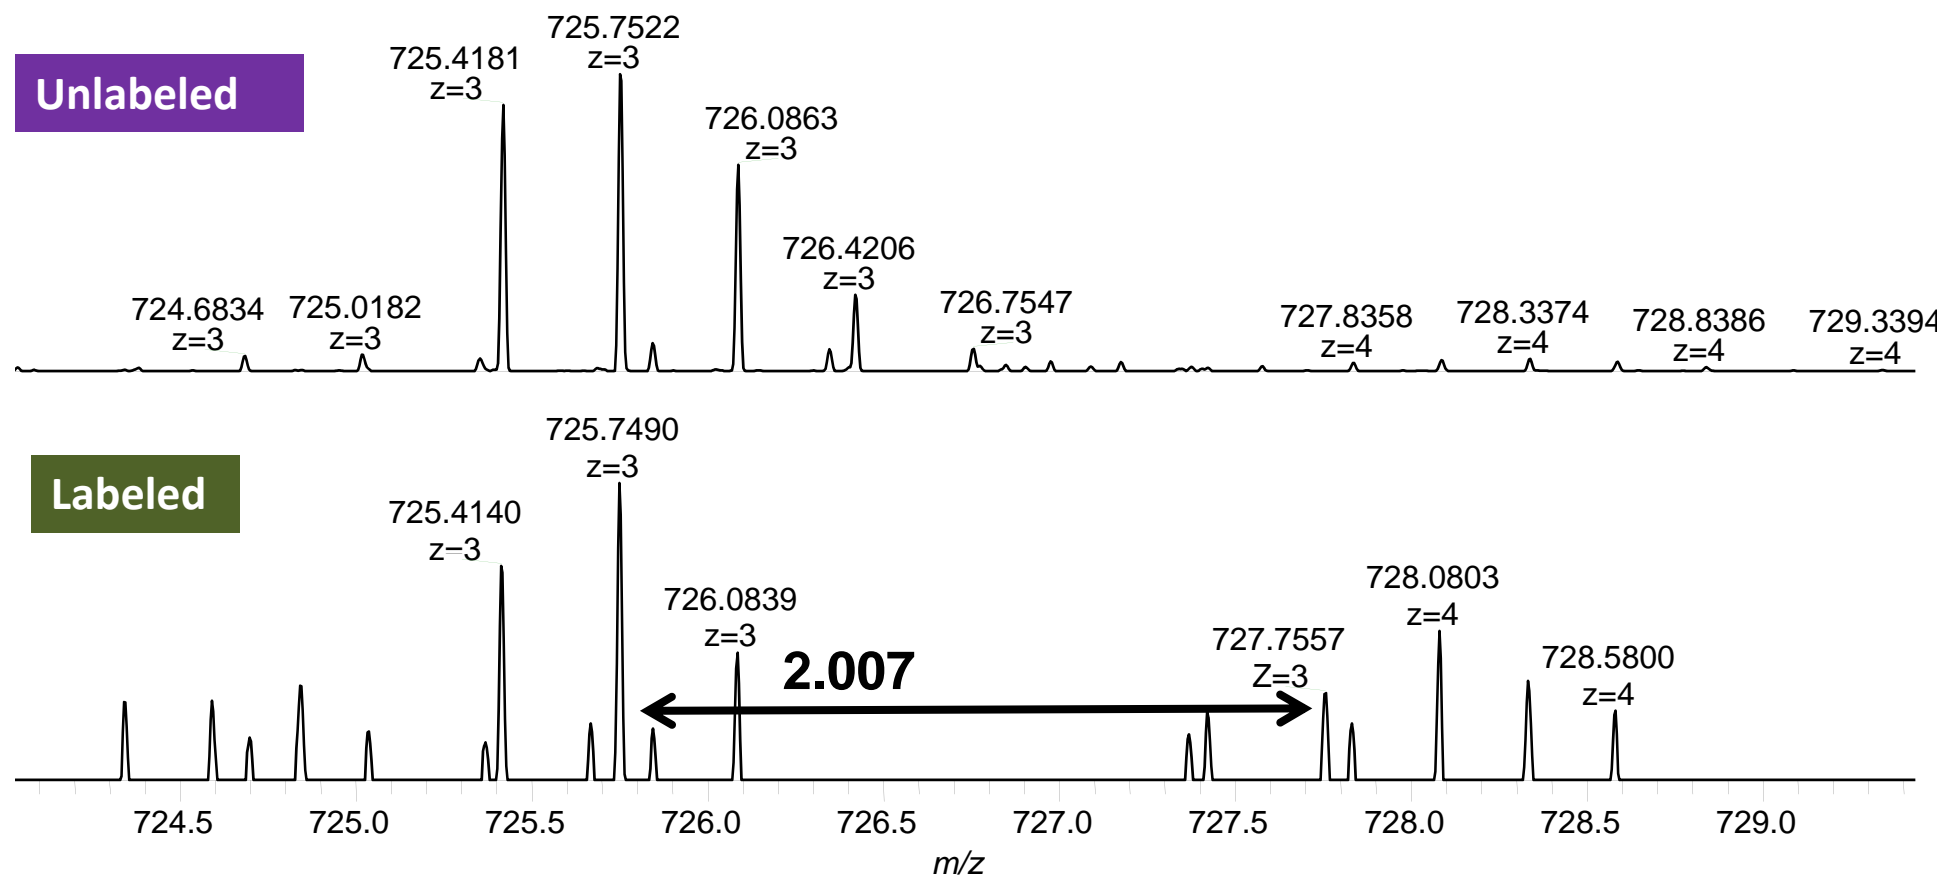 Unlabeled
724.6834
z=3
725.0182
z=3
725.4181
z=3
725.7522
z=3
726.0863
z=3
726.4206
z=3
726.7547
z=3
727.8358
z=4
728.3374
z=4
728.8386
z=4
729.3394
z=4
Labeled
725.4140
z=3
725.7490
z=3
726.0839
z=3
2.007
727.7557
Z=3
728.0803
z=4
728.5800
z=4
724.5 725.0 725.5 726.0 726.5 727.0 727.5 728.0 728.5 729.0
m/z